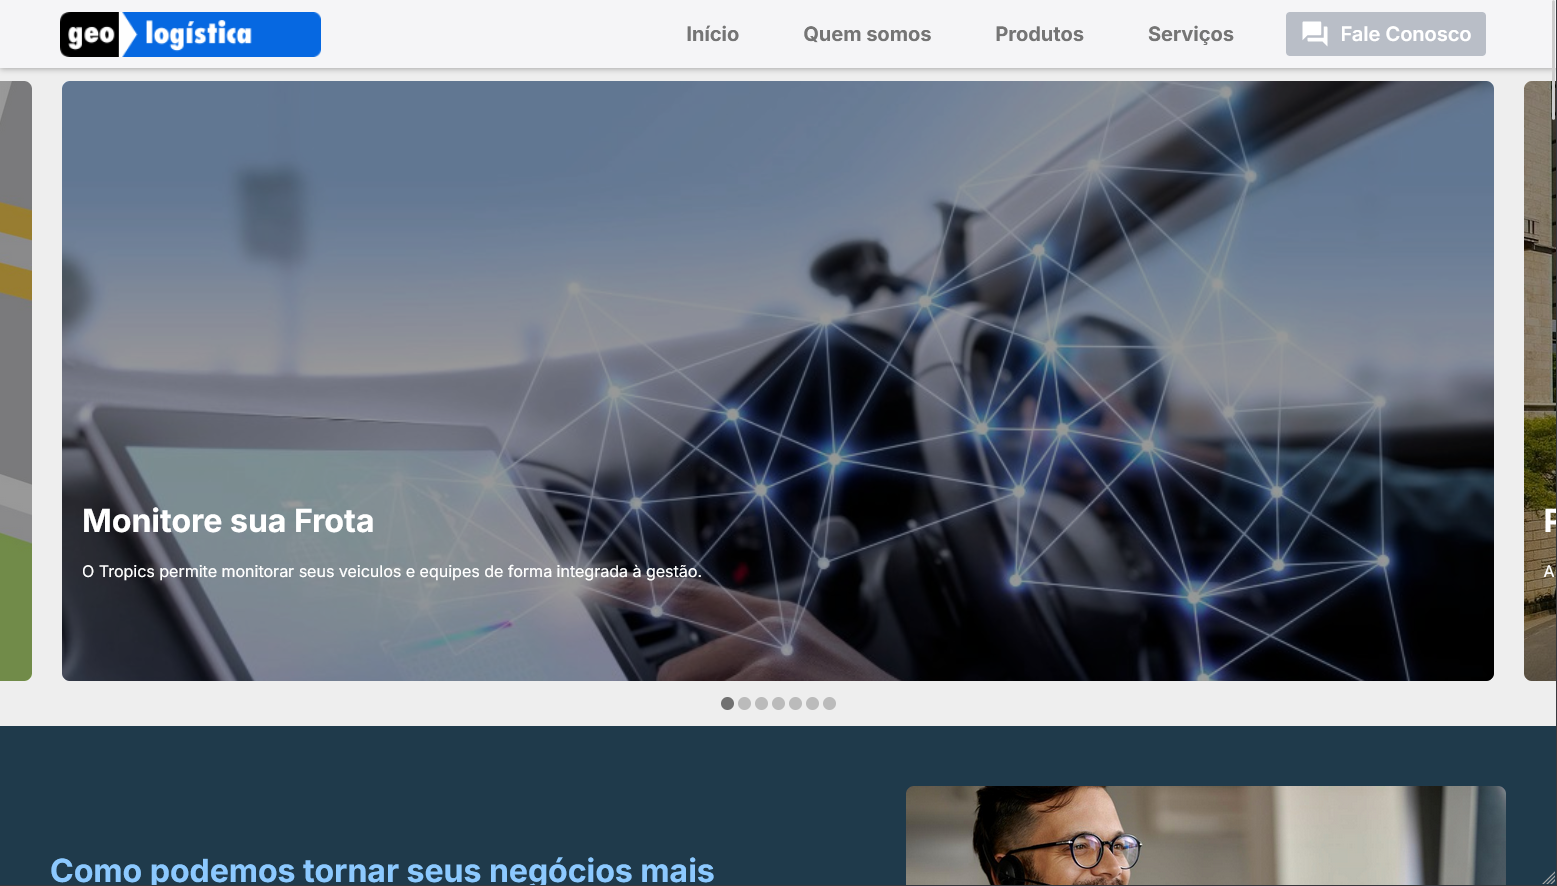 geo logística
Início
Quem somos
Produtos
Serviços
Fale Conosco
Monitore sua Frota
O Tropics permite monitorar seus veiculos e equipes de forma integrada à gestão.
A
Como podemos tornar seus negócios mais